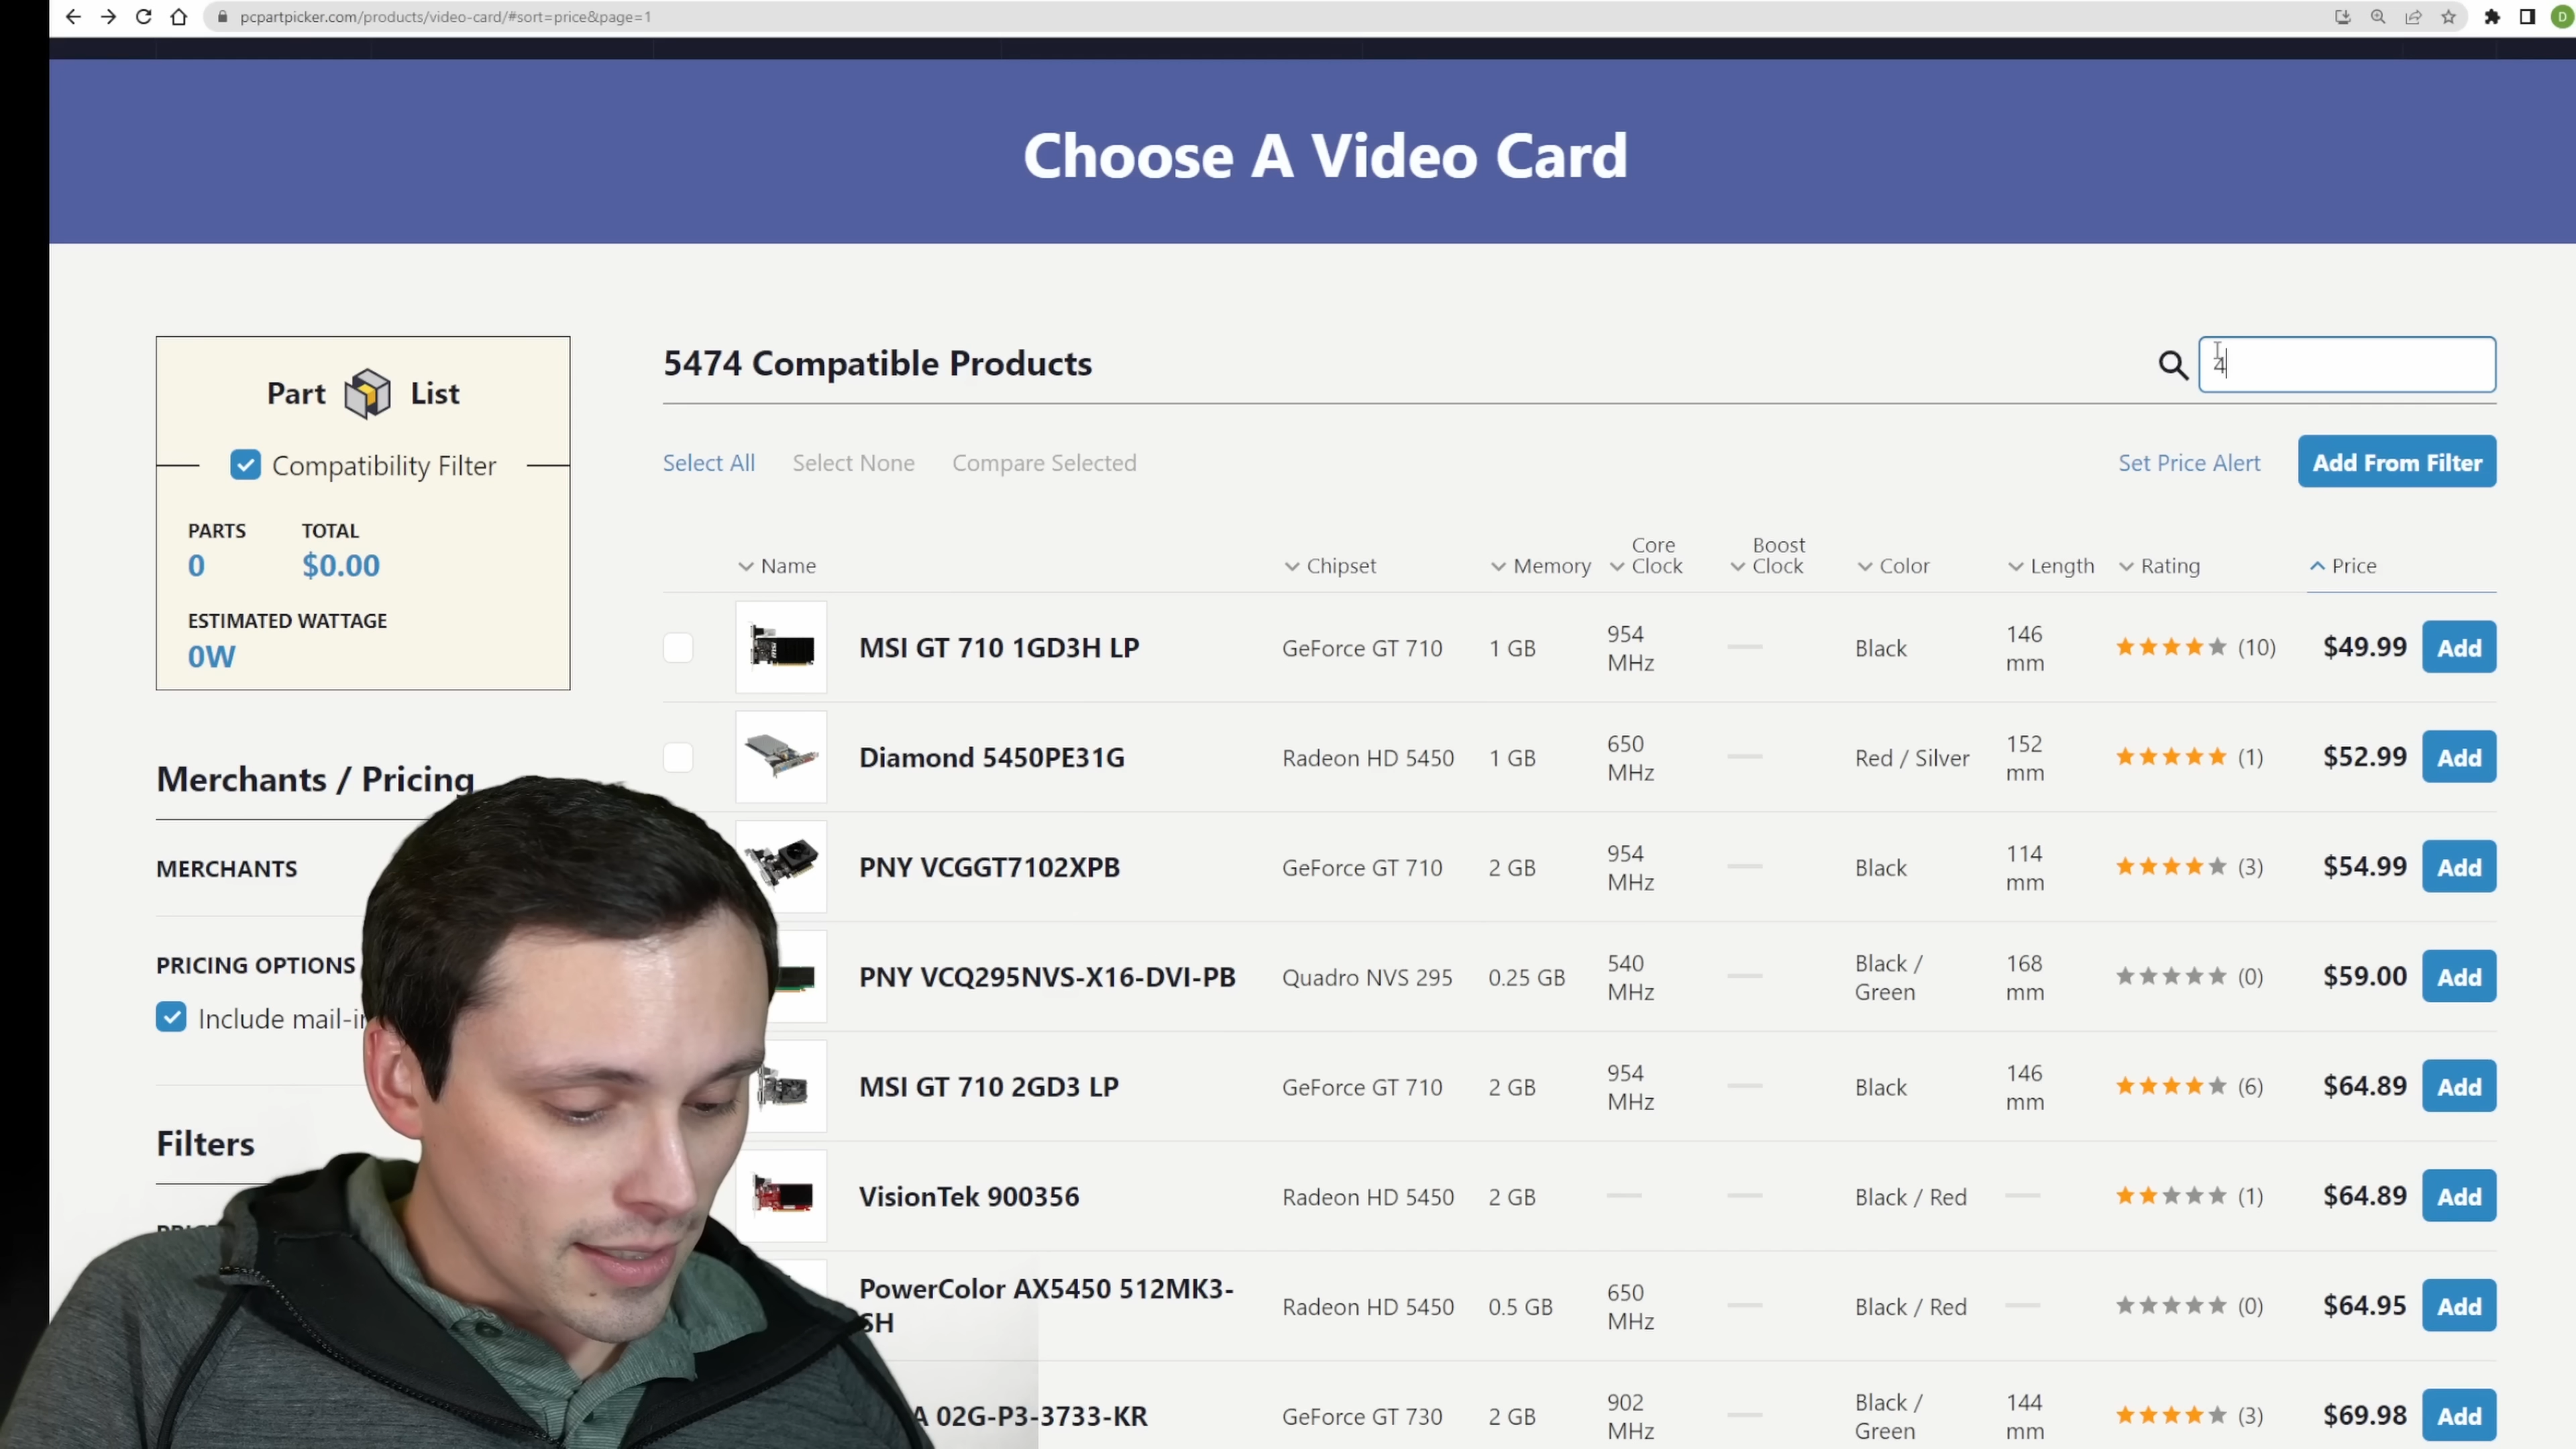 pcpartpicker.com/products/video-card/#sort=price&page=1
D
Choose A Video Card
Part List
Compatibility Filter
PARTS TOTAL
0 $0.00
ESTIMATED WATTAGE
0W
Merchants / Pricing
MERCHANTS
PRICING OPTIONS
Include mail-i
Filters
5474 Compatible Products
4
Select All Select None Compare Selected Set Price Alert Add From Filter
Name Chipset Memory Core Clock Boost Clock Color Length Rating Price
MSI GT 710 1GD3H LP GeForce GT 710 1 GB 954 MHz Black 146 mm (10) $49.99 Add
Diamond 5450PE31G Radeon HD 5450 1 GB 650 MHz Red / Silver 152 mm (1) $52.99 Add
PNY VCGGT7102XPB GeForce GT 710 2 GB 954 MHz Black 114 mm (3) $54.99 Add
PNY VCQ295NVS-X16-DVI-PB Quadro NVS 295 0.25 GB 540 MHz Black / Green 168 mm (0) $59.00 Add
MSI GT 710 2GD3 LP GeForce GT 710 2 GB 954 MHz Black 146 mm (6) $64.89 Add
VisionTek 900356 Radeon HD 5450 2 GB Black / Red (1) $64.89 Add
PowerColor AX5450 512MK3-SH Radeon HD 5450 0.5 GB 650 MHz Black / Red (0) $64.95 Add
A 02G-P3-3733-KR GeForce GT 730 2 GB 902 MHz Black / Green 144 mm (3) $69.98 Add